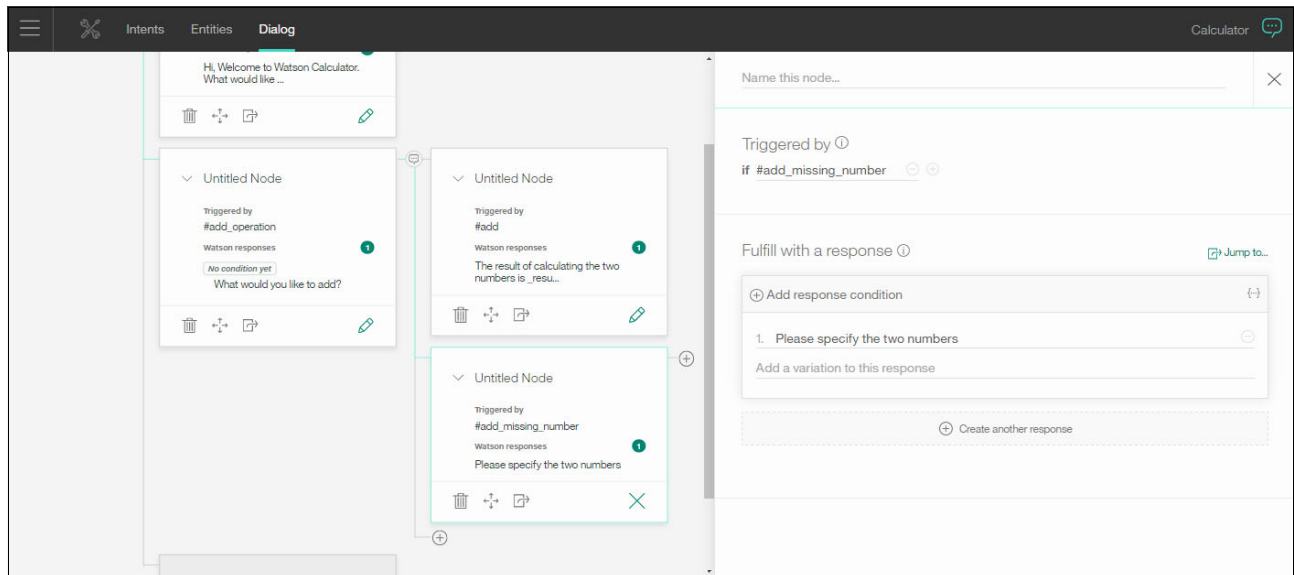 Intents Entities Dialog Calculator
Hi, Welcome to Watson Calculator.
What would like ...
Untitled Node
Triggered by
#add_operation
Watson responses
1
No condition yet
What would you like to add?
Untitled Node
Triggered by
#add
Watson responses
1
The result of calculating the two
numbers is _resu...
Untitled Node
Triggered by
#add_missing_number
Watson responses
1
Please specify the two numbers
Name this node...
Triggered by
if #add_missing_number
Fulfill with a response
Jump to...
Add response condition
1. Please specify the two numbers
Add a variation to this response
Create another response